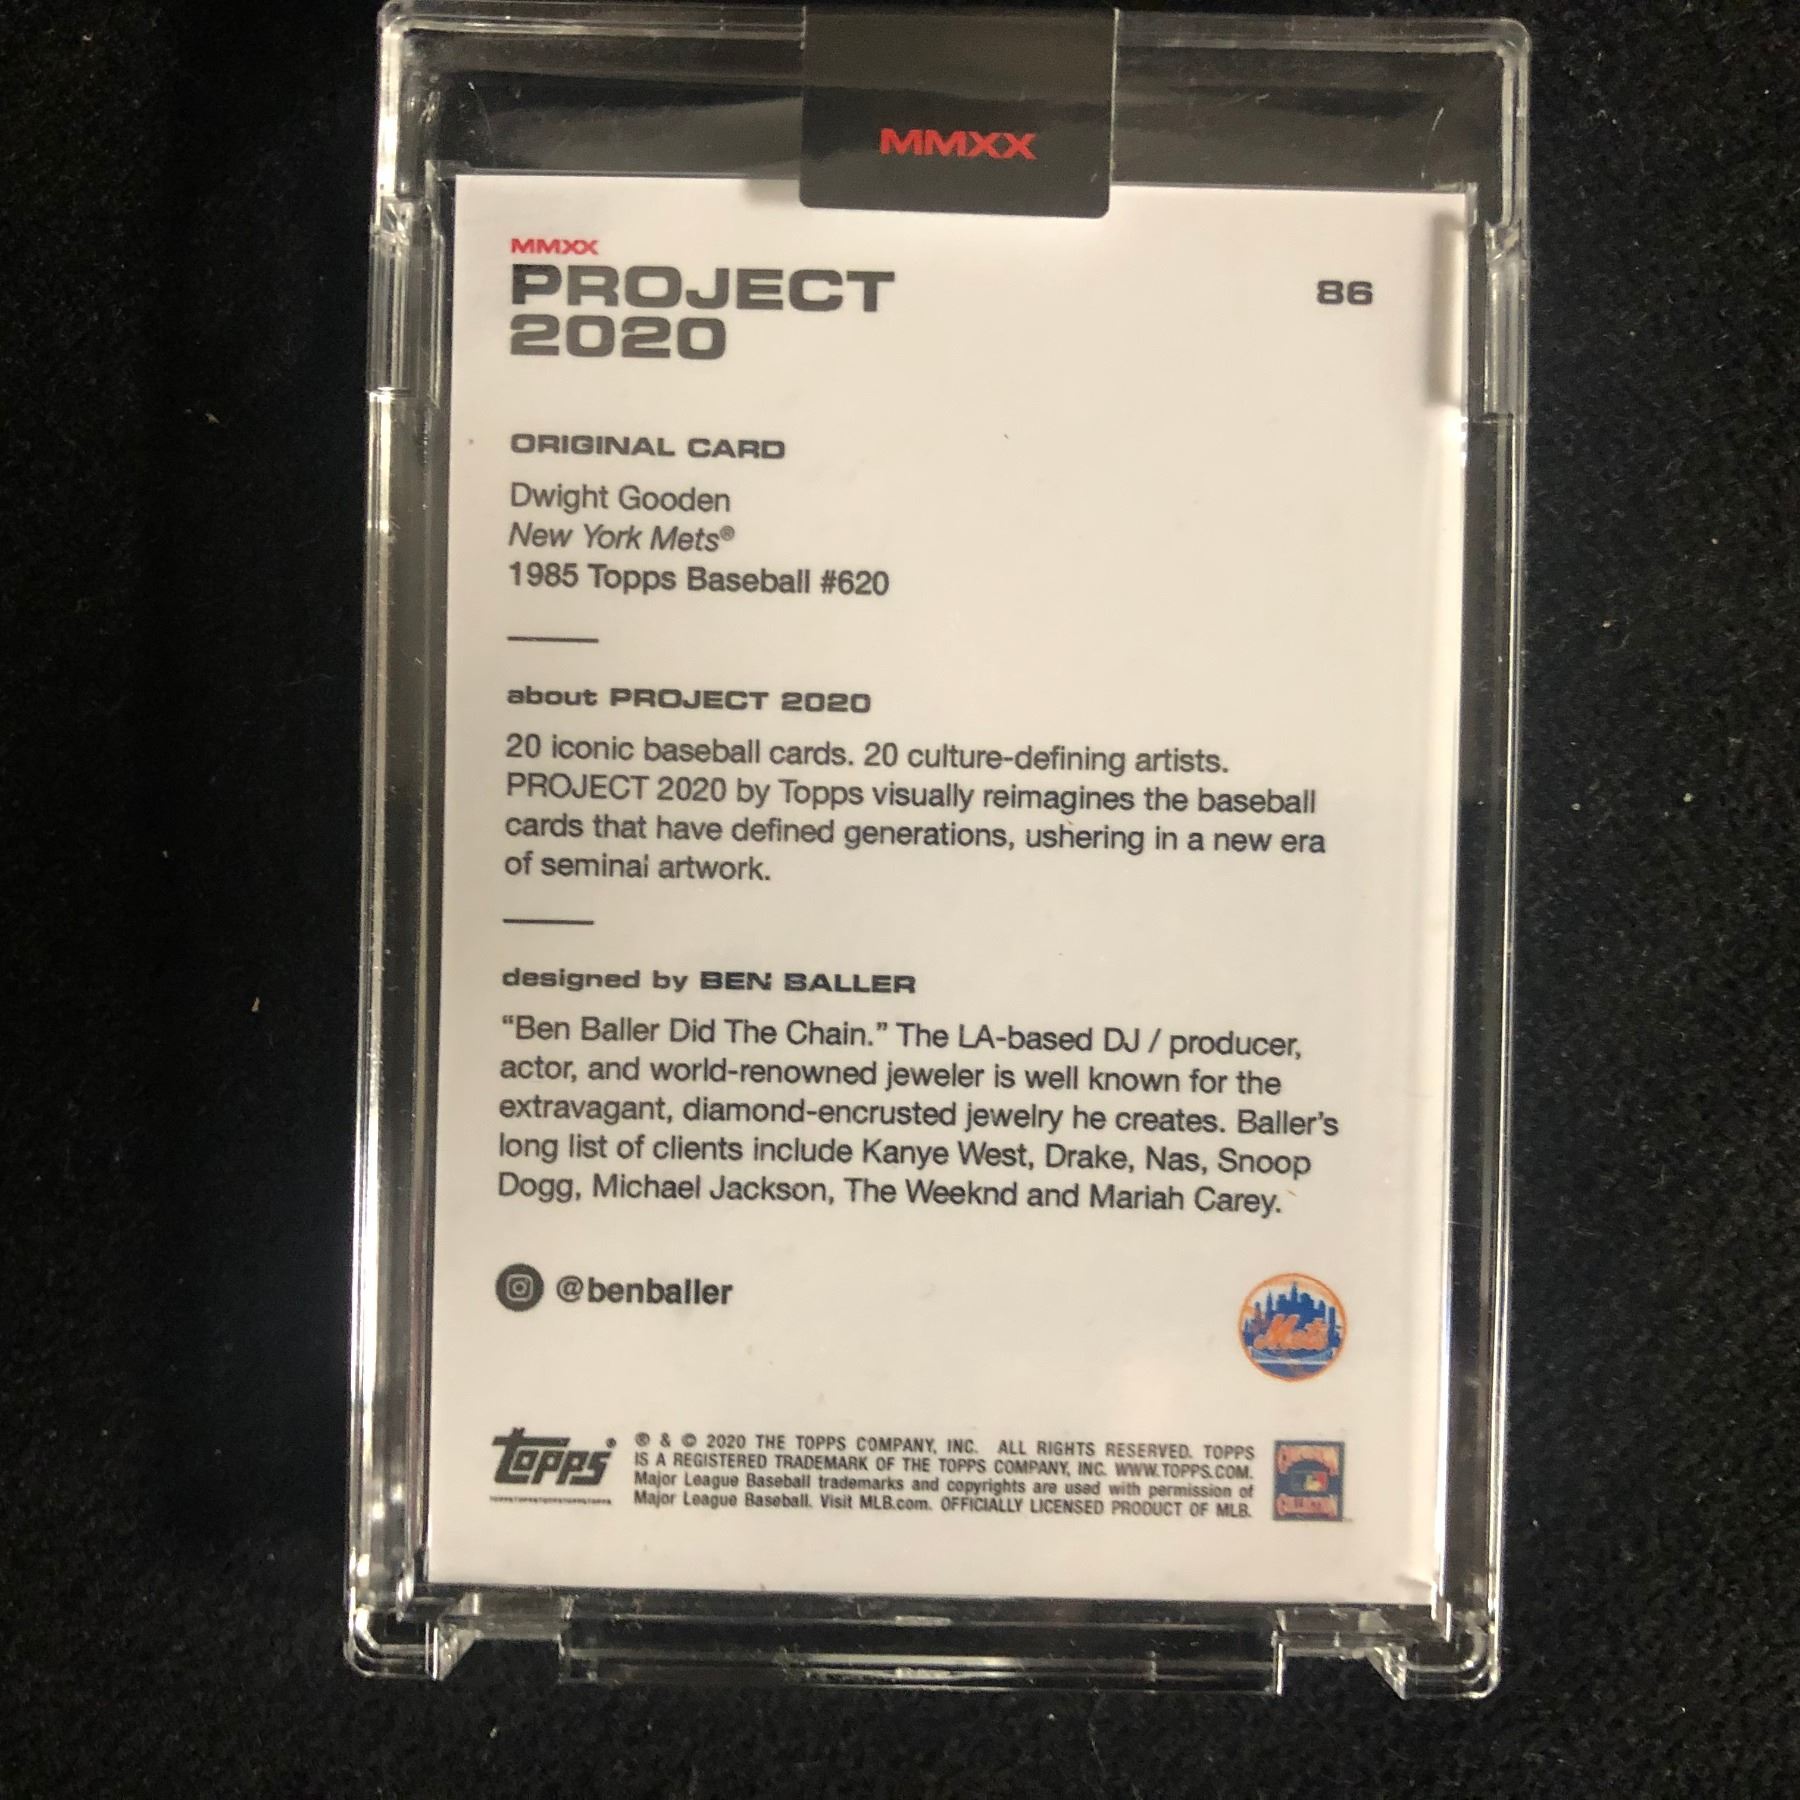 MMXX
MMXX
PROJECT
2020
86
ORIGINAL CARD
Dwight Gooden
New York Mets®
1985 Topps Baseball #620
about PROJECT 2020
20 iconic baseball cards. 20 culture-defining artists.
PROJECT 2020 by Topps visually reimagines the baseball
cards that have defined generations, ushering in a new era
of seminal artwork.
designed by BEN BALLER
“Ben Baller Did The Chain.” The LA-based DJ / producer,
actor, and world-renowned jeweler is well known for the
extravagant, diamond-encrusted jewelry he creates. Baller’s
long list of clients include Kanye West, Drake, Nas, Snoop
Dogg, Michael Jackson, The Weeknd and Mariah Carey.
@benballer
Mets
Topps®
® & © 2020 THE TOPPS COMPANY, INC. ALL RIGHTS RESERVED. TOPPS
IS A REGISTERED TRADEMARK OF THE TOPPS COMPANY, INC. WWW.TOPPS.COM.
Major League Baseball trademarks and copyrights are used with permission of
Major League Baseball. Visit MLB.com. OFFICIALLY LICENSED PRODUCT OF MLB.
COLLECTION